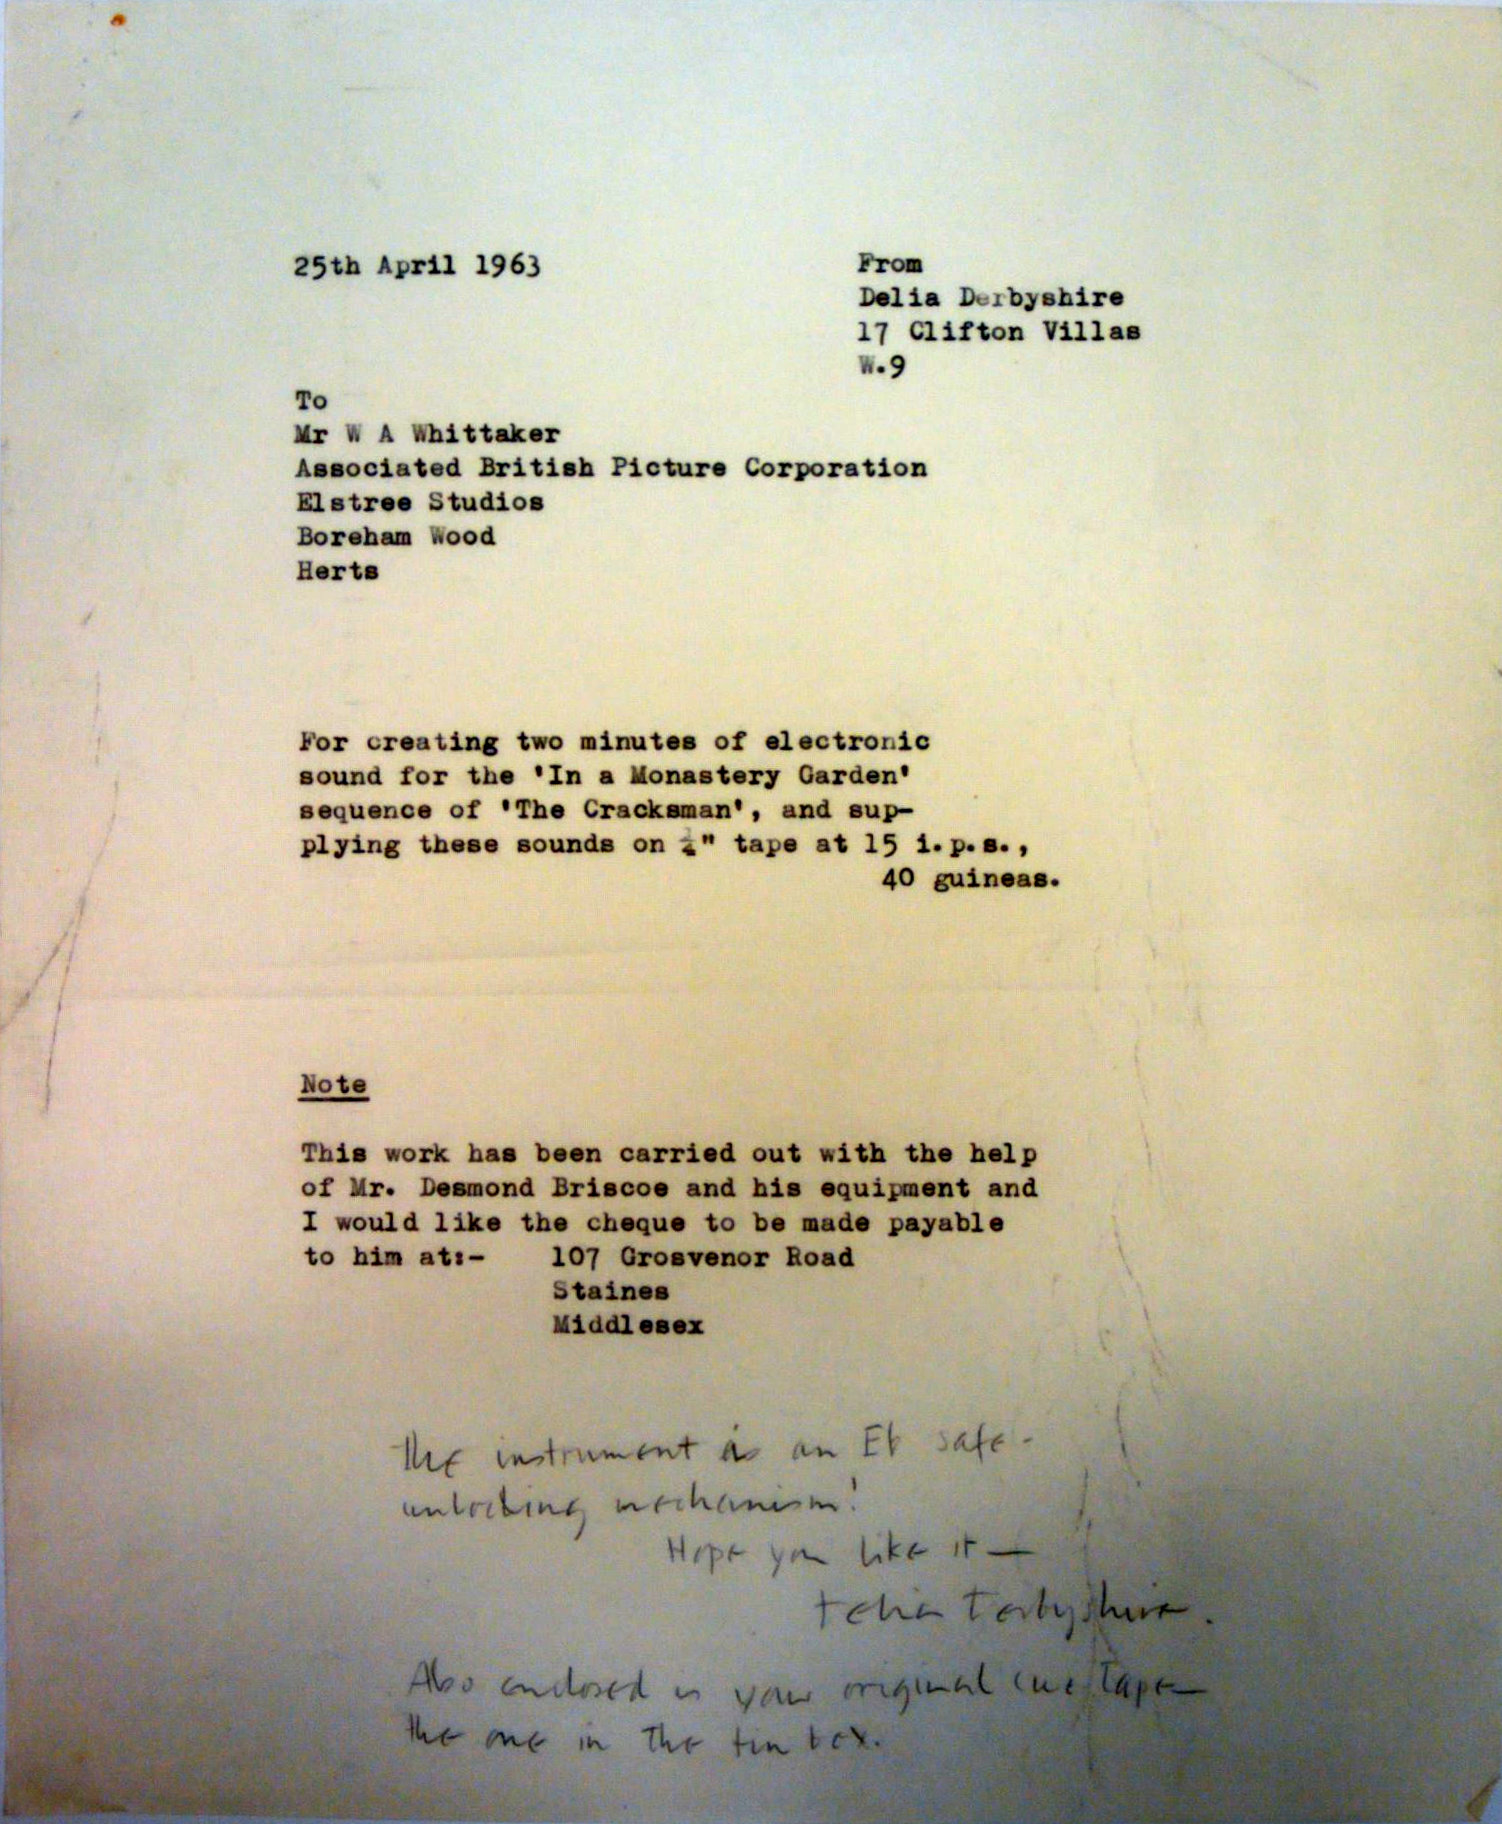 25th April 1963
From
Delia Derbyshire
17 Clifton Villas
W.9
To
Mr W A Whittaker
Associated British Picture Corporation
Elstree Studios
Boreham Wood
Herts
For creating two minutes of electronic
sound for the 'In a Monastery Garden'
sequence of 'The Cracksman', and sup-
plying these sounds on ¼" tape at 15 i.p.s.,
40 guineas.
Note
This work has been carried out with the help
of Mr. Desmond Briscoe and his equipment and
I would like the cheque to be made payable
to him at:- 107 Grosvenor Road
Staines
Middlesex
The instrument is an Eb safe-
unlocking mechanism!
Hope you like it —
Delia Derbyshire.
Also enclosed is your original cue tape —
the one in the tin box.